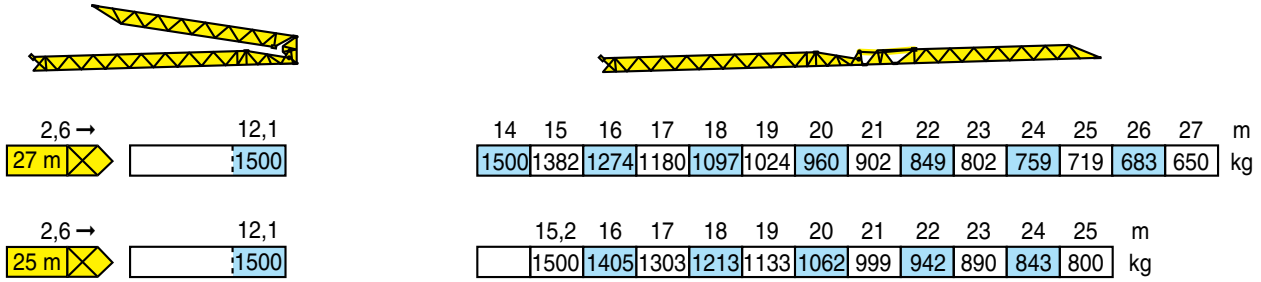 2,6 → 12,1 14 15 16 17 18 19 20 21 22 23 24 25 26 27 m
27 m 1500 1500 1382 1274 1180 1097 1024 960 902 849 802 759 719 683 650 kg
2,6 → 12,1 15,2 16 17 18 19 20 21 22 23 24 25 m
25 m 1500 1500 1405 1303 1213 1133 1062 999 942 890 843 800 kg